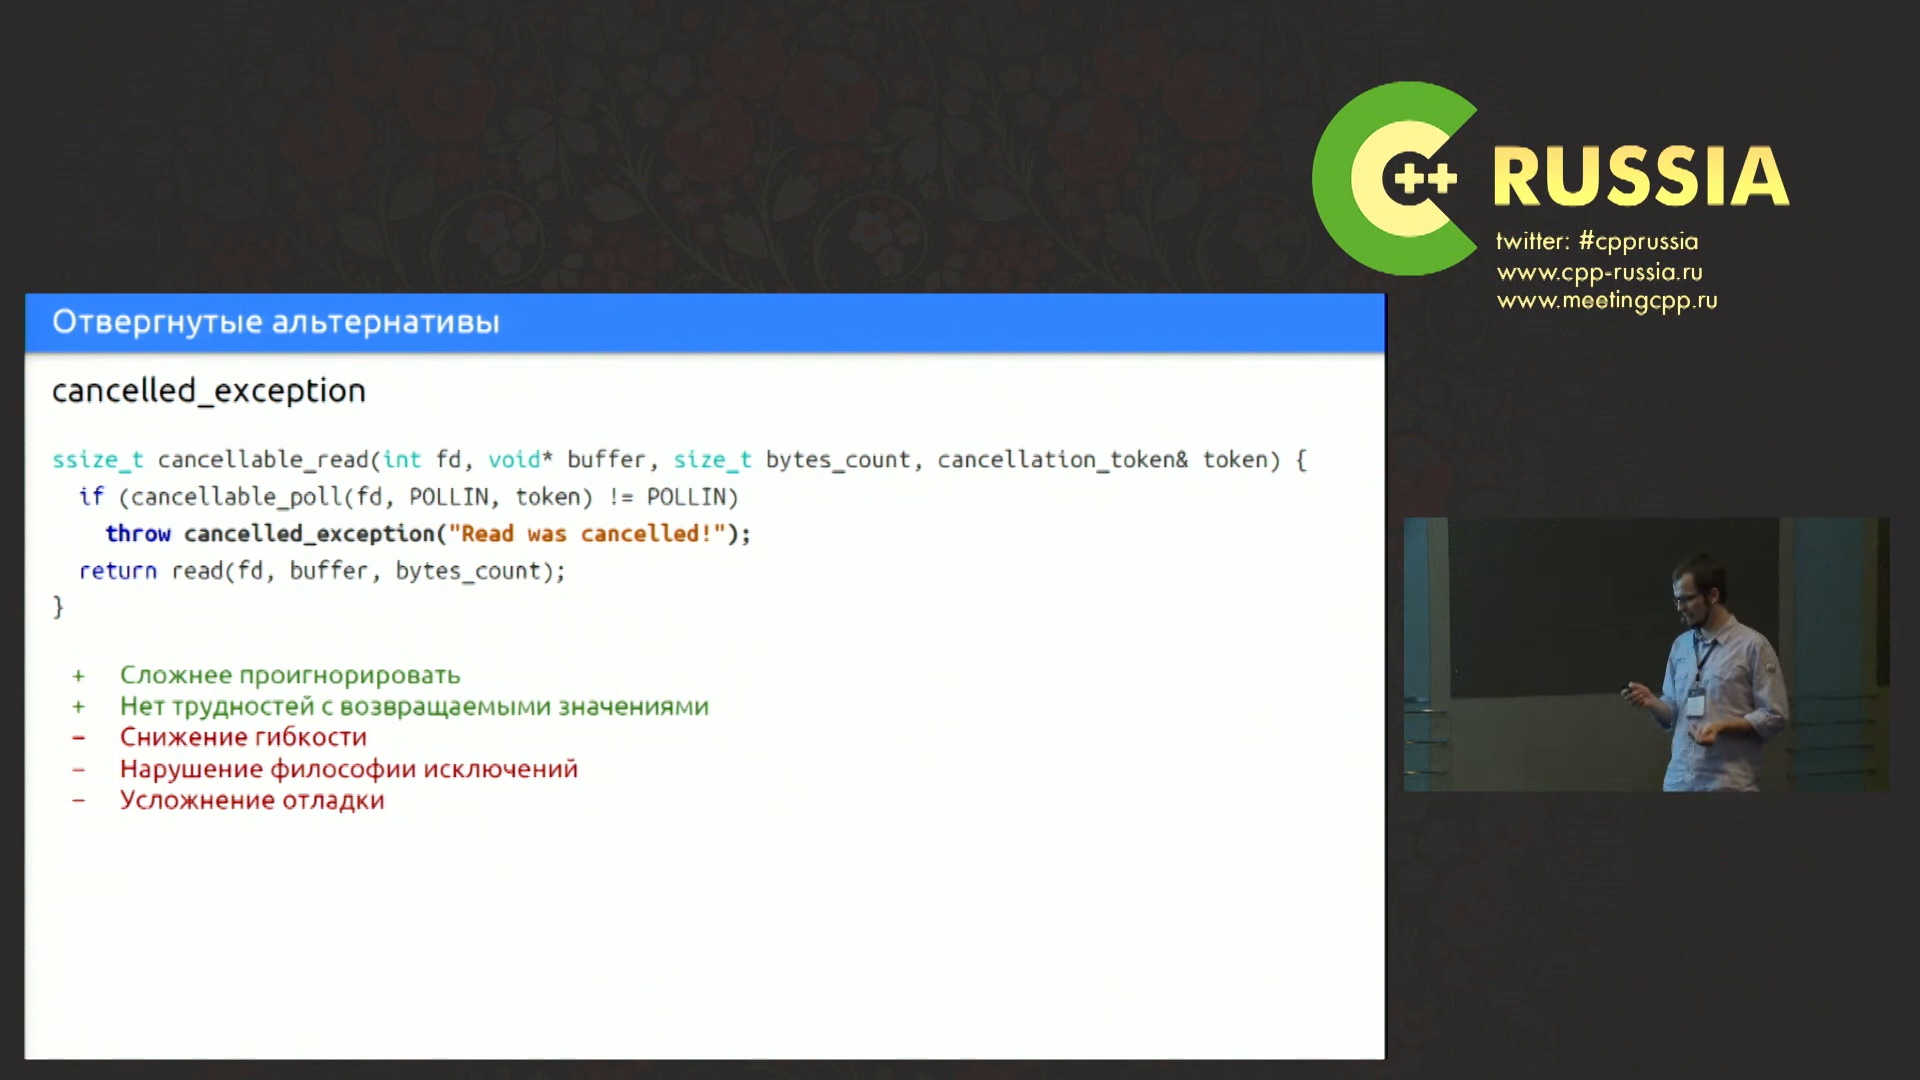 ++ RUSSIA
twitter: #cpprussia
www.cpp-russia.ru
www.meetingcpp.ru
Отвергнутые альтернативы
cancelled_exception
ssize_t cancellable_read(int fd, void* buffer, size_t bytes_count, cancellation_token& token) {
if (cancellable_poll(fd, POLLIN, token) != POLLIN)
throw cancelled_exception("Read was cancelled!");
return read(fd, buffer, bytes_count);
}
+ Сложнее проигнорировать
+ Нет трудностей с возвращаемыми значениями
– Снижение гибкости
– Нарушение философии исключений
– Усложнение отладки